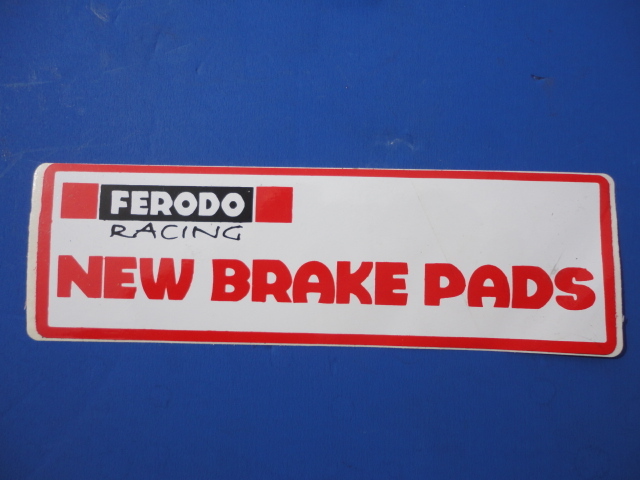 FERODO
RACING
NEW BRAKE PADS